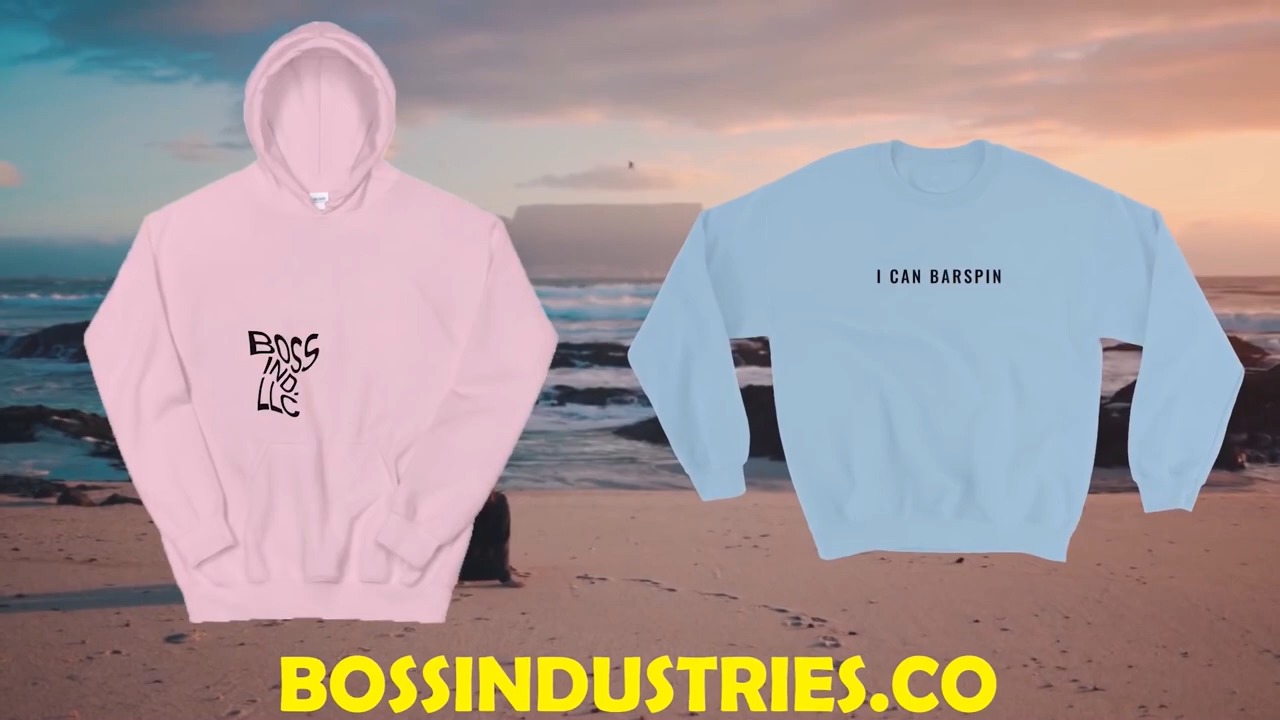 BOSS
IND.
LLC
I CAN BARSPIN
BOSSINDUSTRIES.CO